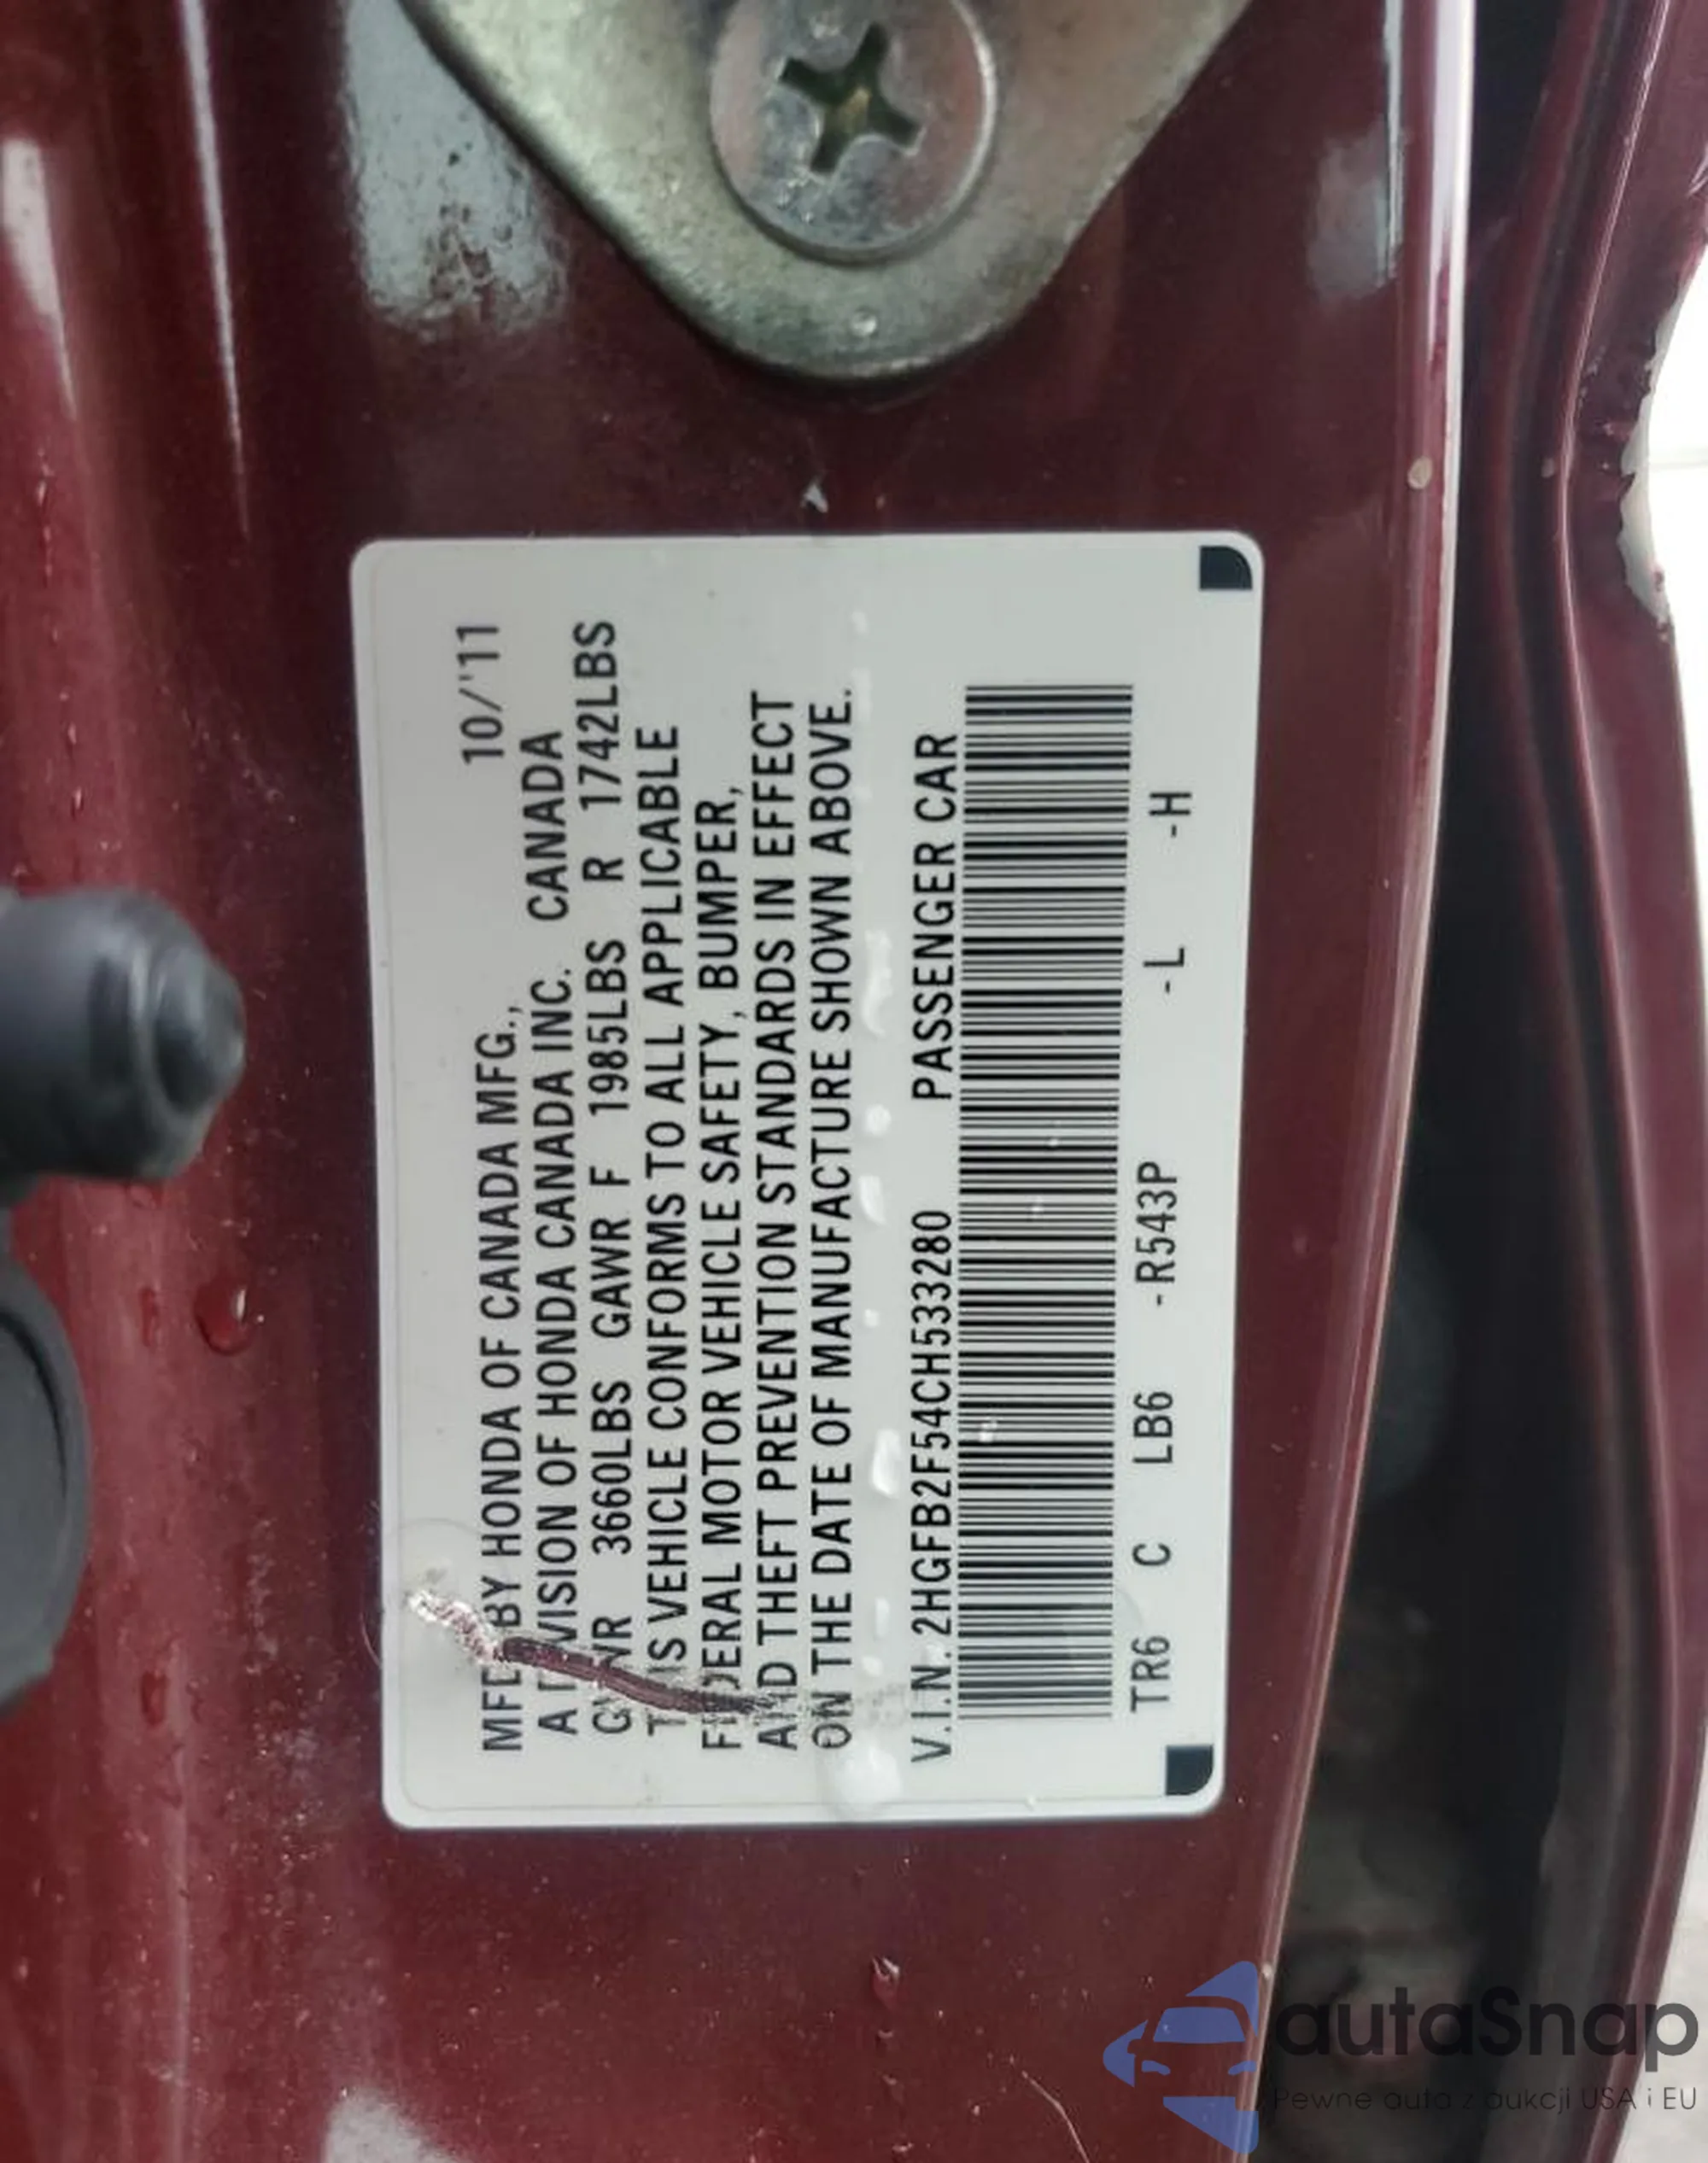 10/'11
MFD BY HONDA OF CANADA MFG.,
A DIVISION OF HONDA CANADA INC. CANADA
GVWR 3660LBS GAWR F 1985LBS R 1742LBS
THIS VEHICLE CONFORMS TO ALL APPLICABLE
FEDERAL MOTOR VEHICLE SAFETY, BUMPER,
AND THEFT PREVENTION STANDARDS IN EFFECT
ON THE DATE OF MANUFACTURE SHOWN ABOVE.
V.I.N. 2HGFB2F54CH533280 PASSENGER CAR
TR6 C LB6 -R543P -L -H
autaSnap
Pewne auta z aukcji USA i EU